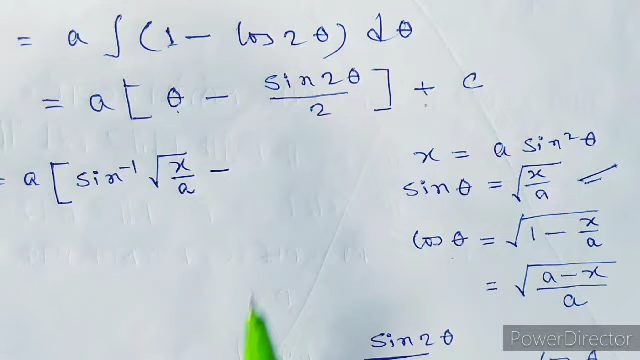 = a ∫ (1 - cos 2θ) dθ
= a [ θ - sin 2θ / 2 ] + c
= a [ sin⁻¹ √(x/a) -
x = a sin²θ
sin θ = √(x/a)
cos θ = √(1 - x/a)
= √((a-x)/a)
sin 2θ
PowerDirector